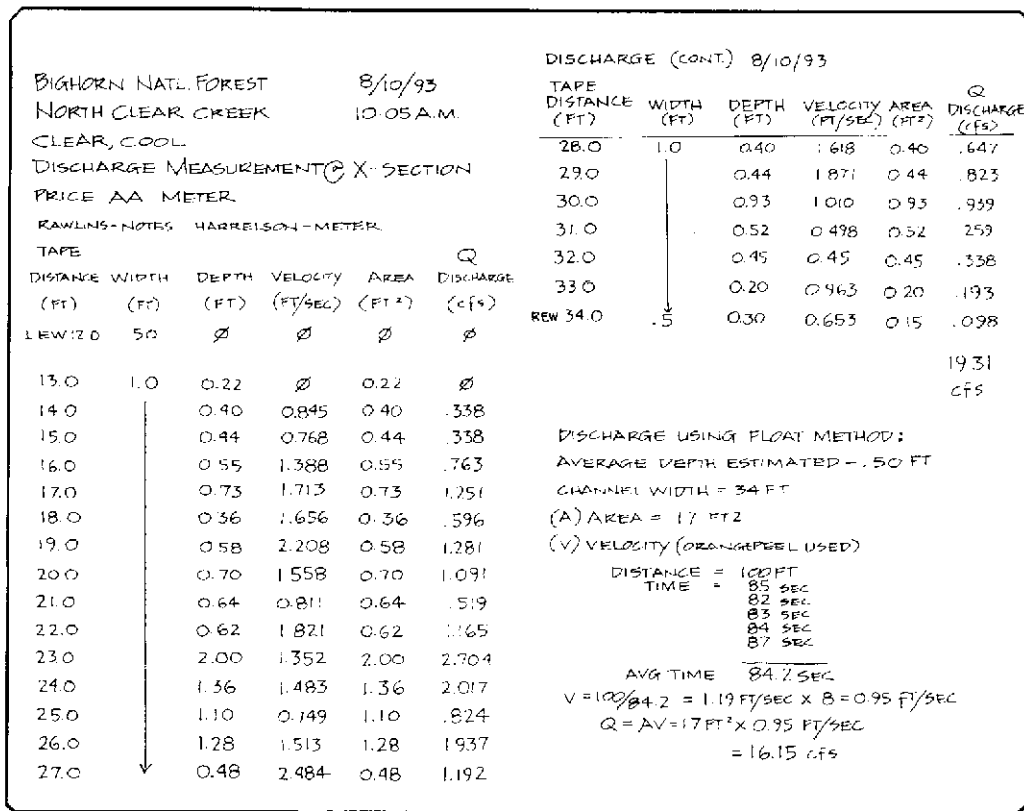 BIGHORN NATL. FOREST 8/10/93
NORTH CLEAR CREEK 10:05 A.M.
CLEAR, COOL
DISCHARGE MEASUREMENT @ X-SECTION
PRICE AA METER
RAWLINS-NOTES HARRELSON-METER
TAPE Q
DISTANCE WIDTH DEPTH VELOCITY AREA DISCHARGE
(FT) (FT) (FT) (FT/SEC) (FT²) (cfs)
LEW 12.0 .50 Ø Ø Ø Ø
13.0 1.0 0.22 Ø 0.22 Ø
14.0 0.40 0.845 0.40 .338
15.0 0.44 0.768 0.44 .338
16.0 0.55 1.388 0.55 .763
17.0 0.73 1.713 0.73 1.251
18.0 0.36 1.656 0.36 .596
19.0 0.58 2.208 0.58 1.281
20.0 0.70 1.558 0.70 1.091
21.0 0.64 0.811 0.64 .519
22.0 0.62 1.821 0.62
23.0 2.00 1.352 2.00 2.704
24.0 1.36 1.483 1.36 2.017
25.0 1.10 0.749 1.10 .824
26.0 1.28 1.513 1.28 1.937
27.0 0.48 2.484 0.48 1.192
DISCHARGE (CONT.) 8/10/93
TAPE Q
DISTANCE WIDTH DEPTH VELOCITY AREA DISCHARGE
(FT) (FT) (FT) (FT/SEC) (FT²) (cfs)
28.0 1.0 0.40 1.618 0.40 .647
29.0 0.44 1.871 0.44 .823
30.0 0.93 1.010 0.93 .939
31.0 0.52 0.498 0.52 .259
32.0 0.45 0.45 0.45 .338
33.0 0.20 0.963 0.20 .193
REW 34.0 .5 0.30 0.653 0.15 .098
19.31
cfs
DISCHARGE USING FLOAT METHOD:
AVERAGE DEPTH ESTIMATED - .50 FT
CHANNEL WIDTH = 34 FT
(A) AREA = 17 FT2
(V) VELOCITY (ORANGEPEEL USED)
DISTANCE = 100 FT
TIME = 85 SEC
82 SEC
83 SEC
84 SEC
87 SEC
AVG TIME 84.2 SEC
V = 100/84.2 = 1.19 FT/SEC X .8 = 0.95 FT/SEC
Q = AV = 17 FT² X 0.95 FT/SEC
= 16.15 cfs